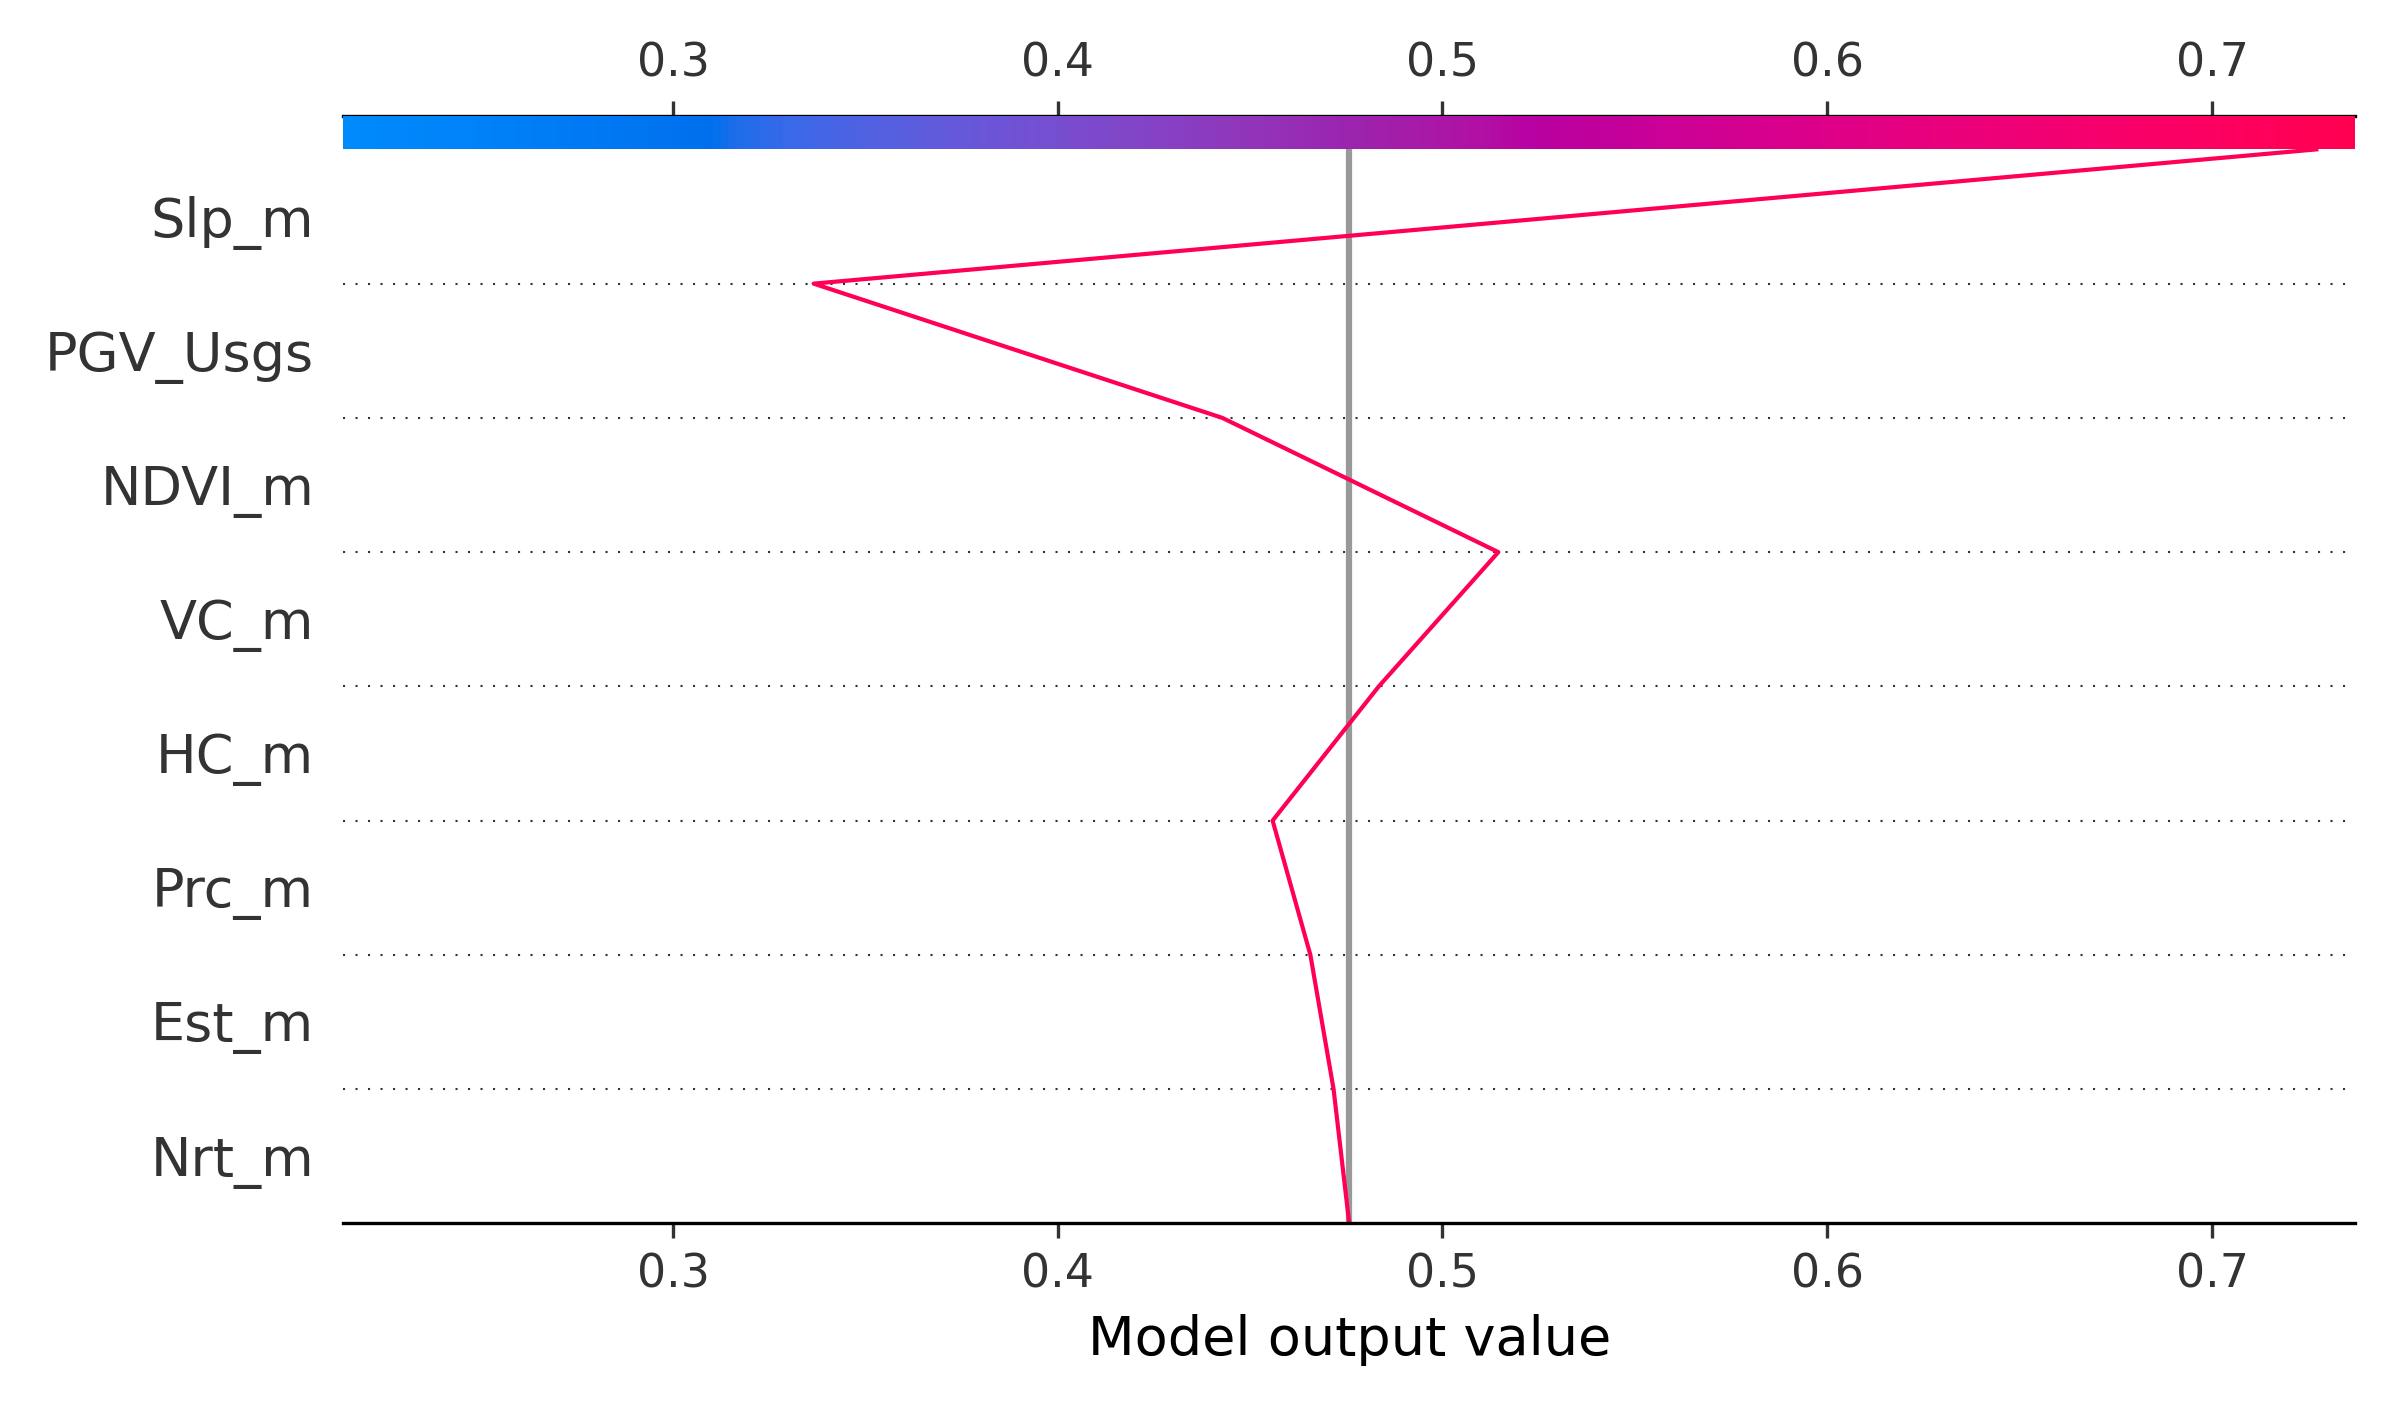 0.3 0.4 0.5 0.6 0.7
Slp_m
PGV_Usgs
NDVI_m
VC_m
HC_m
Prc_m
Est_m
Nrt_m
0.3 0.4 0.5 0.6 0.7
Model output value